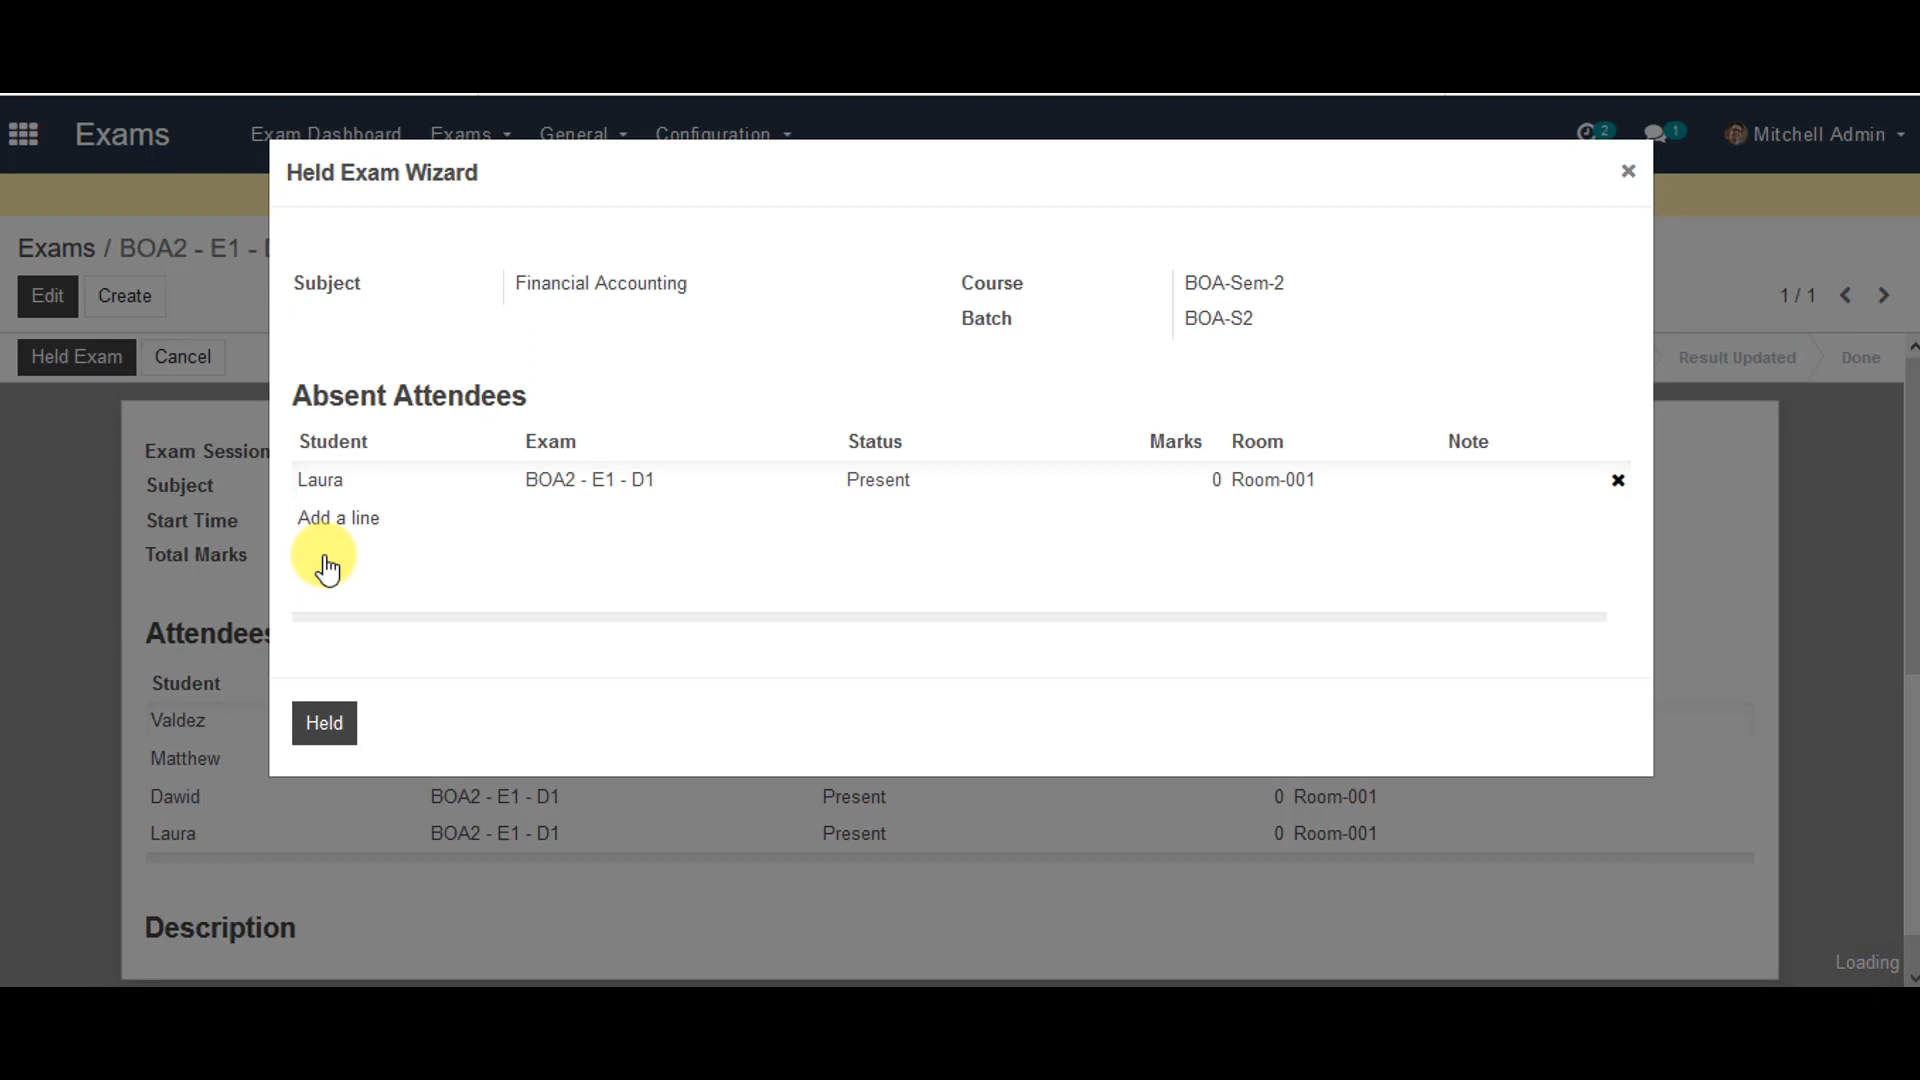 Exams Exam Dashboard Exams General Configuration 2 1 Mitchell Admin
Held Exam Wizard
Exams / BOA2 - E1 -
Edit Create
1 / 1
Subject Financial Accounting Course BOA-Sem-2
Batch BOA-S2
Held Exam Cancel
Result Updated Done
Absent Attendees
Student Exam Status Marks Room Note
Laura BOA2 - E1 - D1 Present 0 Room-001
Add a line
Exam Session
Subject
Start Time
Total Marks
Attendees
Student
Valdez
Matthew
Held
Dawid BOA2 - E1 - D1 Present 0 Room-001
Laura BOA2 - E1 - D1 Present 0 Room-001
Description
Loading